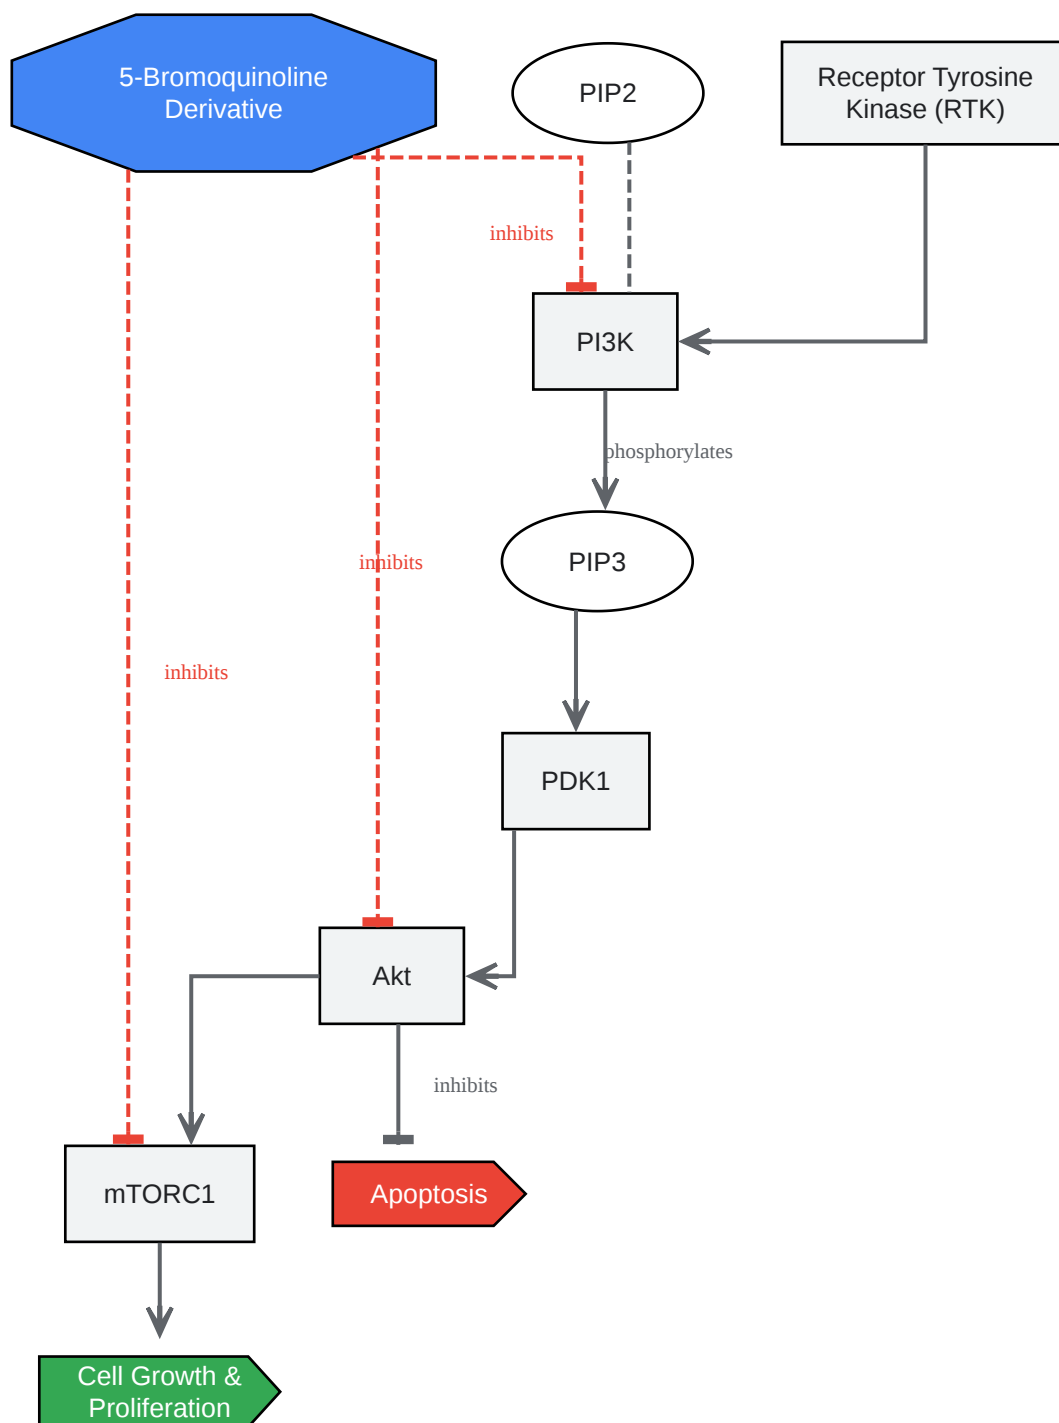 5-Bromoquinoline
Derivative
PIP2
Receptor Tyrosine
Kinase (RTK)
inhibits
PI3K
phosphorylates
PIP3
inhibits
inhibits
PDK1
Akt
inhibits
mTORC1
Apoptosis
Cell Growth &
Proliferation